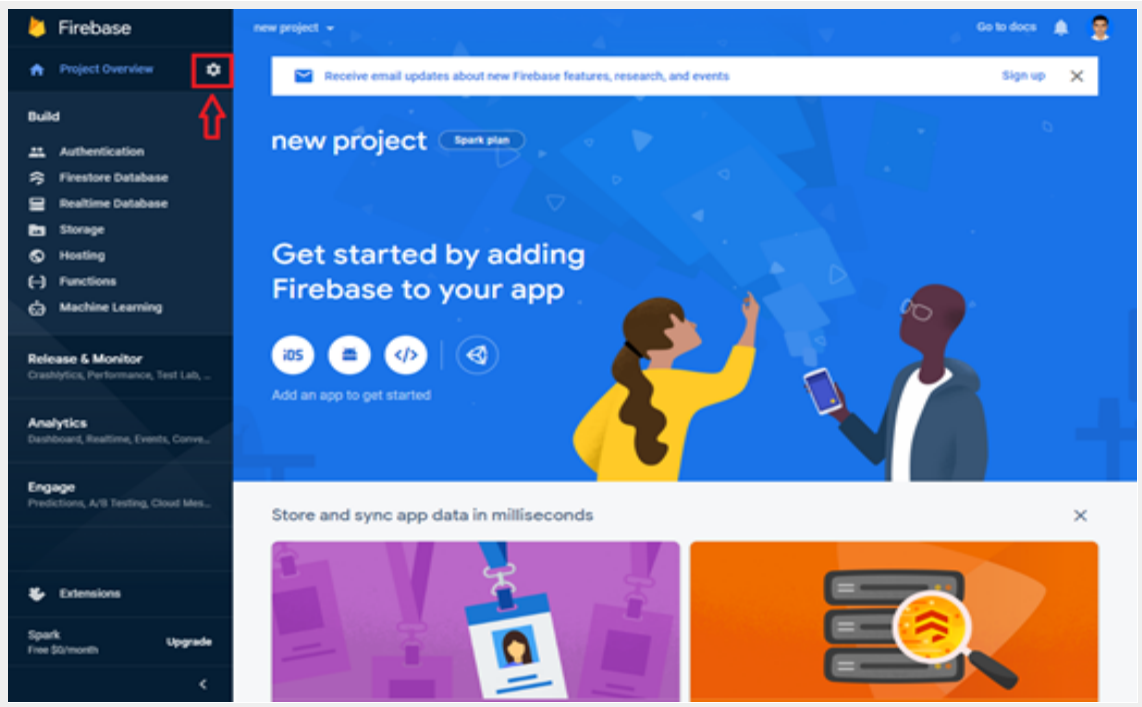 Firebase
new project
Go to docs
Project Overview
Receive email updates about new Firebase features, research, and events
Sign up
Build
new project
Spark plan
Authentication
Firestore Database
Realtime Database
Storage
Hosting
Functions
Machine Learning
Get started by adding
Firebase to your app
iOS
</>
Add an app to get started
Release & Monitor
Crashlytics, Performance, Test Lab, ...
Analytics
Dashboard, Realtime, Events, Conve...
Engage
Predictions, A/B Testing, Cloud Mes...
Store and sync app data in milliseconds
Extensions
Spark
Free $0/month
Upgrade